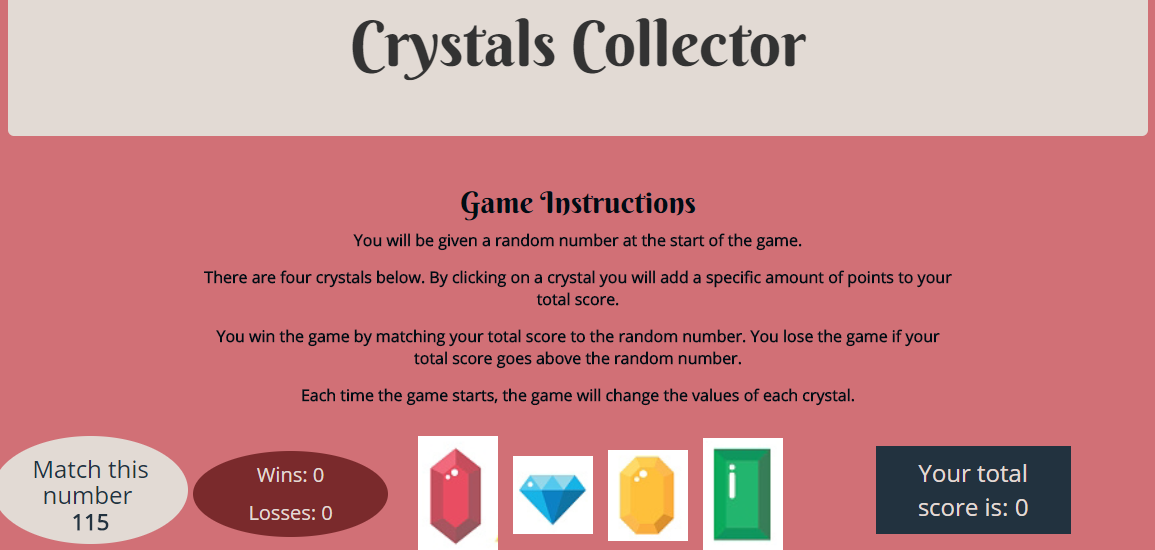 Crystals Collector
Game Instructions
You will be given a random number at the start of the game.
There are four crystals below. By clicking on a crystal you will add a specific amount of points to your
total score.
You win the game by matching your total score to the random number. You lose the game if your
total score goes above the random number.
Each time the game starts, the game will change the values of each crystal.
Match this
number
115
Wins: 0
Losses: 0
Your total
score is: 0